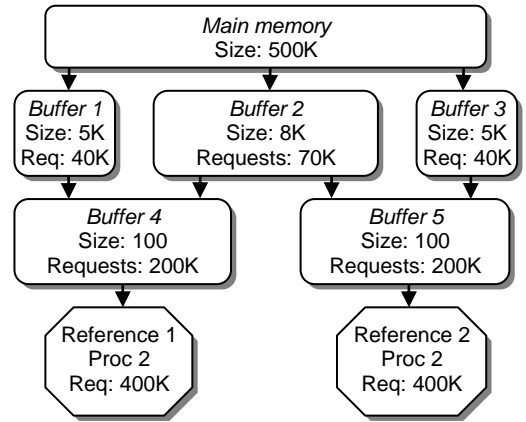 Main memory
Size: 500K
Buffer 1
Size: 5K
Req: 40K
Buffer 2
Size: 8K
Requests: 70K
Buffer 3
Size: 5K
Req: 40K
Buffer 4
Size: 100
Requests: 200K
Buffer 5
Size: 100
Requests: 200K
Reference 1
Proc 2
Req: 400K
Reference 2
Proc 2
Req: 400K